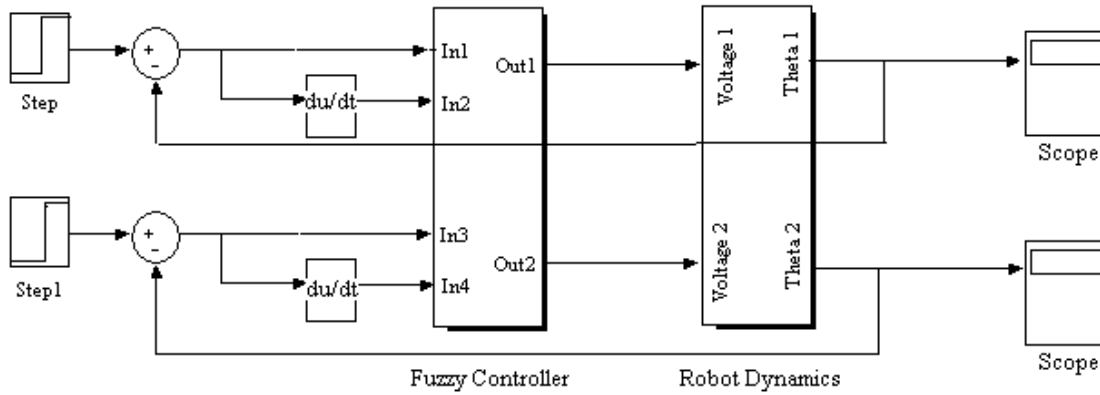 Step
+
-
du/dt
In1
In2
Out1
Voltage 1
Theta 1
Scope
Step1
+
-
du/dt
In3
In4
Out2
Voltage 2
Theta 2
Scope
Fuzzy Controller
Robot Dynamics